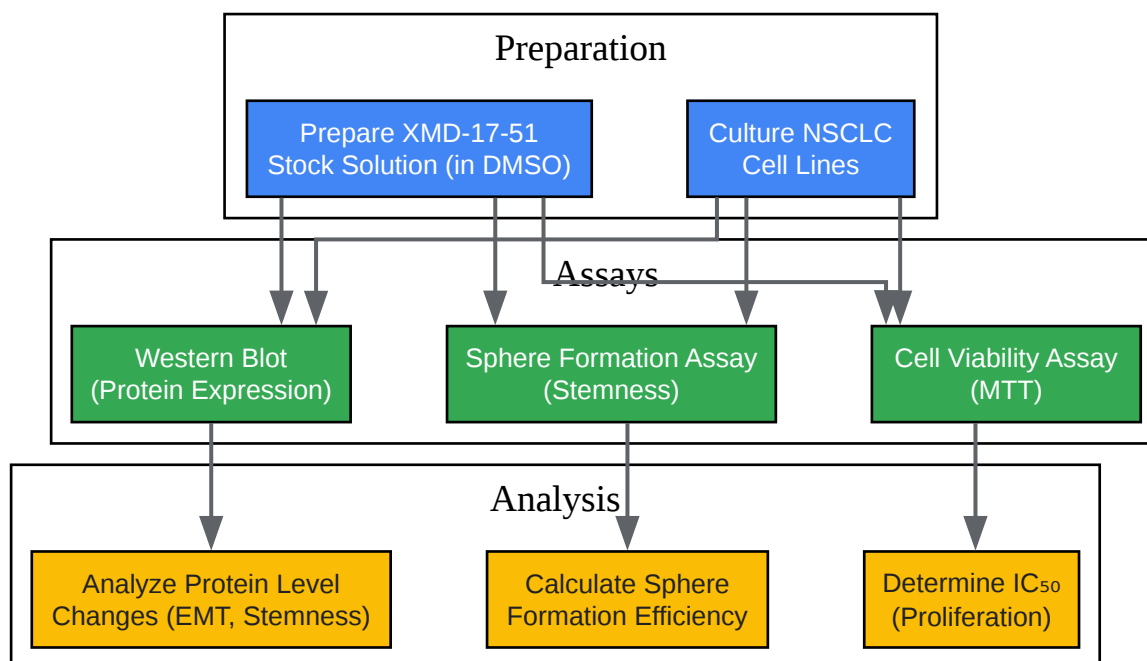 Preparation
Prepare XMD-17-51
Stock Solution (in DMSO)
Culture NSCLC
Cell Lines
Assays
Western Blot
(Protein Expression)
Sphere Formation Assay
(Stemness)
Cell Viability Assay
(MTT)
Analysis
Analyze Protein Level
Changes (EMT, Stemness)
Calculate Sphere
Formation Efficiency
Determine IC₅₀
(Proliferation)